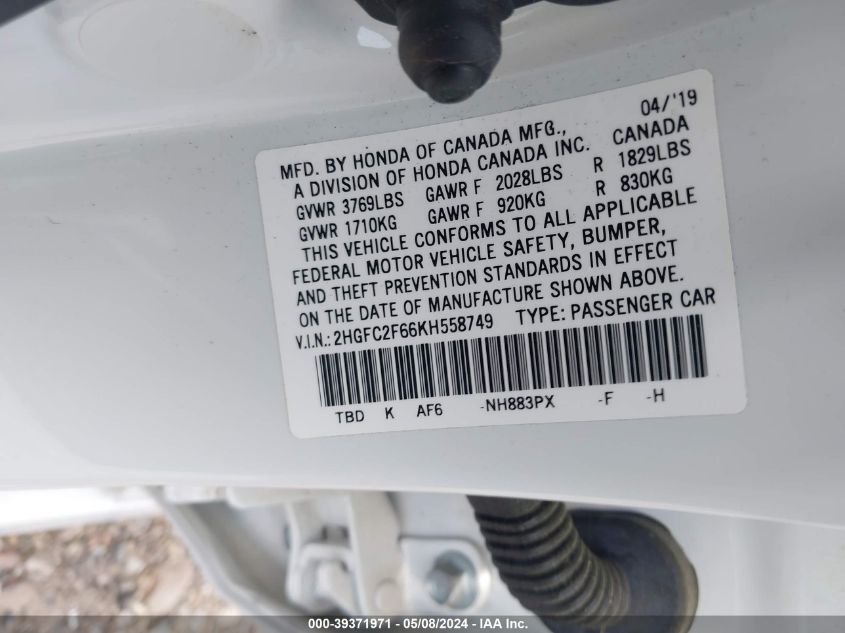 04/'19
MFD. BY HONDA OF CANADA MFG.,
A DIVISION OF HONDA CANADA INC. CANADA
GVWR 3769LBS GAWR F 2028LBS R 1829LBS
GVWR 1710KG GAWR F 920KG R 830KG
THIS VEHICLE CONFORMS TO ALL APPLICABLE
FEDERAL MOTOR VEHICLE SAFETY, BUMPER,
AND THEFT PREVENTION STANDARDS IN EFFECT
ON THE DATE OF MANUFACTURE SHOWN ABOVE.
V.I.N.: 2HGFC2F66KH558749 TYPE: PASSENGER CAR
TBD K AF6 -NH883PX -F -H
000-39371971 / 05/08/2024 - IAA Inc.